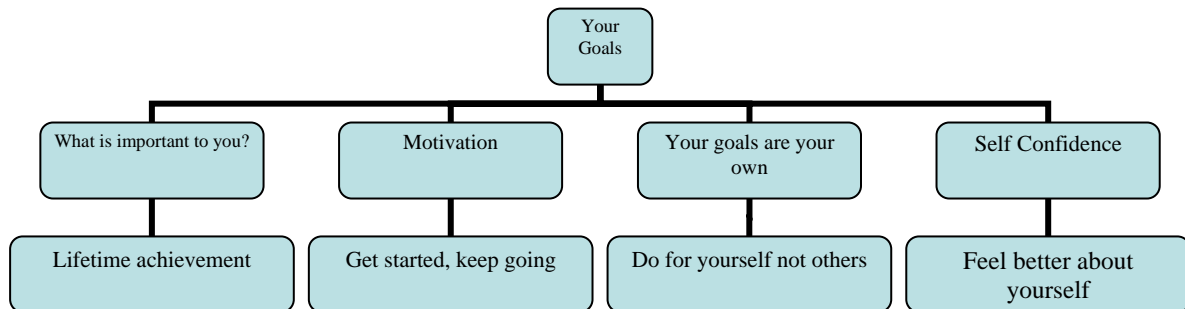 Your
Goals
What is important to you?
Motivation
Your goals are your
own
Self Confidence
Lifetime achievement
Get started, keep going
Do for yourself not others
Feel better about
yourself